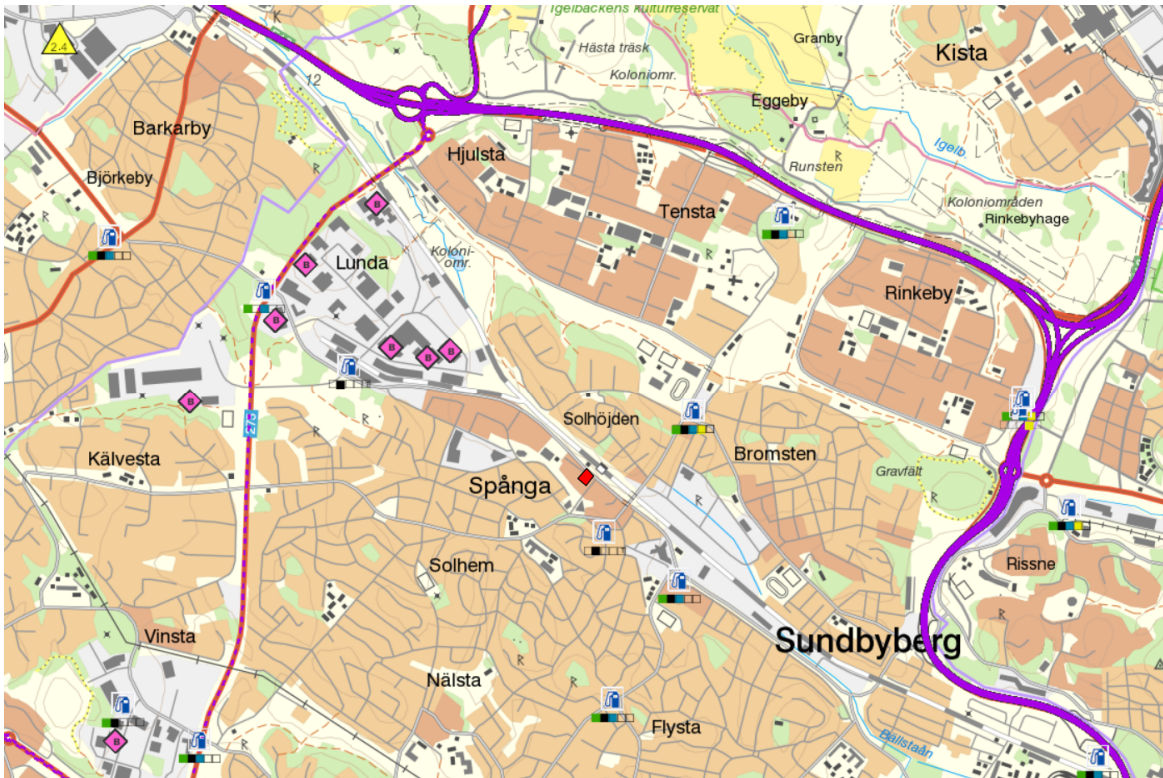 Igelbäckens kulturreservat
K
2.4
Hästa träsk
Granby
Kista
12
Koloniomr.
Eggeby
Barkarby
Igelb.
Hjulsta
R
Runsten
Björkeby
R
Koloniområden
B
Tensta
Rinkebyhage
Koloni-
omr.
R
Lunda
B
Rinkeby
B
B
B
B
B
Solhöjden
R
275
Bromsten
Kälvesta
Gravfält
R
Spånga
R
Solhem
Rissne
R
Vinsta
Sundbyberg
R
Nälsta
R
Flysta
B
Bällstaån